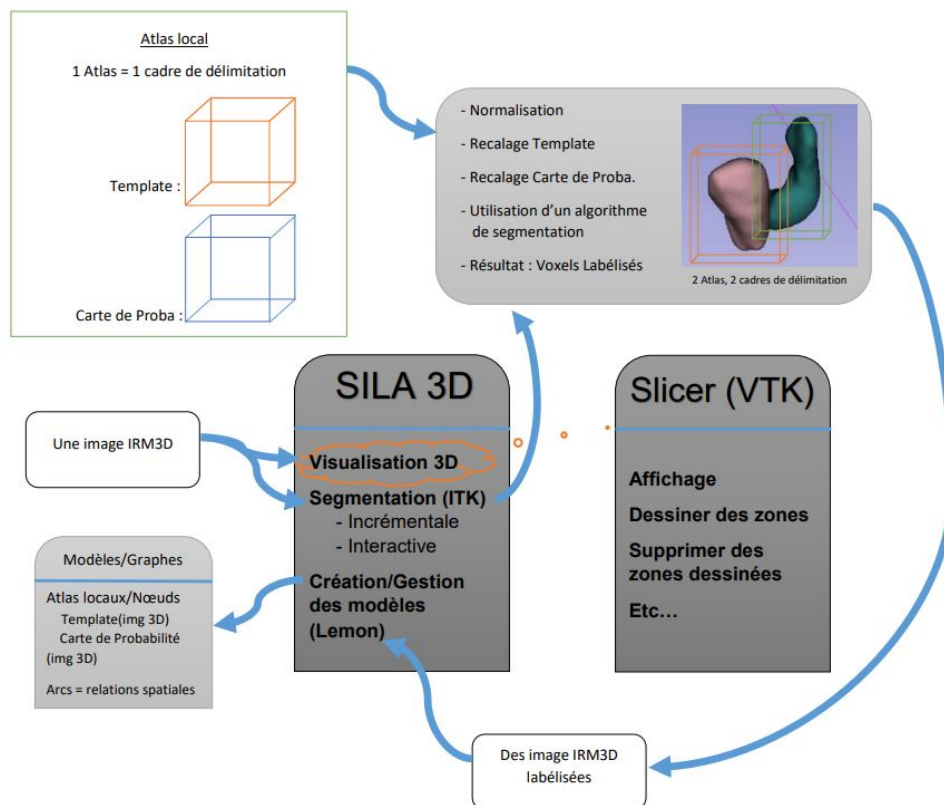 Atlas local
1 Atlas = 1 cadre de délimitation
Template :
Carte de Proba :
- Normalisation
- Recalage Template
- Recalage Carte de Proba.
- Utilisation d'un algorithme
de segmentation
- Résultat : Voxels Labélisés
2 Atlas, 2 cadres de délimitation
Une image IRM3D
SILA 3D
Visualisation 3D
Segmentation (ITK)
- Incrémentale
- Interactive
Création/Gestion
des modèles
(Lemon)
Slicer (VTK)
Affichage
Dessiner des zones
Supprimer des
zones dessinées
Etc...
Modèles/Graphes
Atlas locaux/Nœuds
Template(img 3D)
Carte de Probabilité
(img 3D)
Arcs = relations spatiales
Des image IRM3D
labélisées